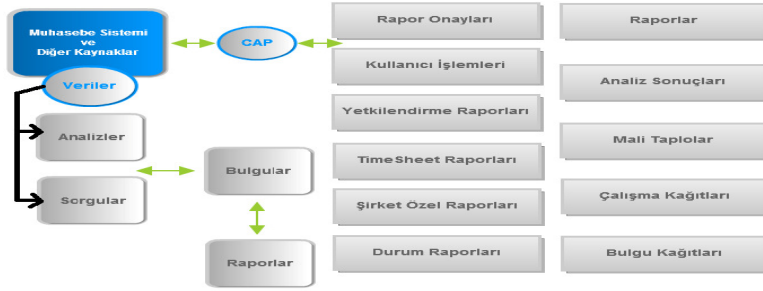 Muhasebe Sistemi
ve
Diğer Kaynaklar
Veriler
Analizler
Sorgular
CAP
Bulgular
Raporlar
Rapor Onayları
Kullanıcı İşlemleri
Yetkilendirme Raporları
TimeSheet Raporları
Şirket Özel Raporları
Durum Raporları
Raporlar
Analiz Sonuçları
Mali Taplolar
Çalışma Kağıtları
Bulgu Kağıtları